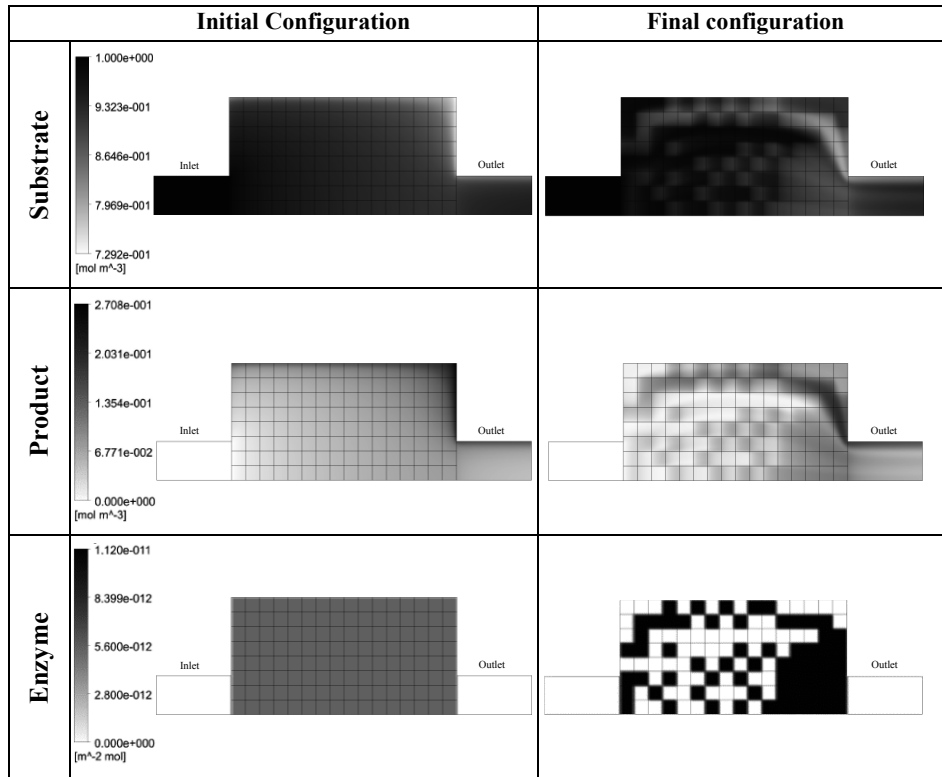 Initial Configuration
Final configuration
Substrate
1.000e+000
9.323e-001
8.646e-001
7.969e-001
7.292e-001
[mol m^-3]
Inlet
Outlet
Outlet
Product
2.708e-001
2.031e-001
1.354e-001
6.771e-002
0.000e+000
[mol m^-3]
Inlet
Outlet
Outlet
Enzyme
1.120e-011
8.399e-012
5.600e-012
2.800e-012
0.000e+000
[m^-2 mol]
Inlet
Outlet
Outlet